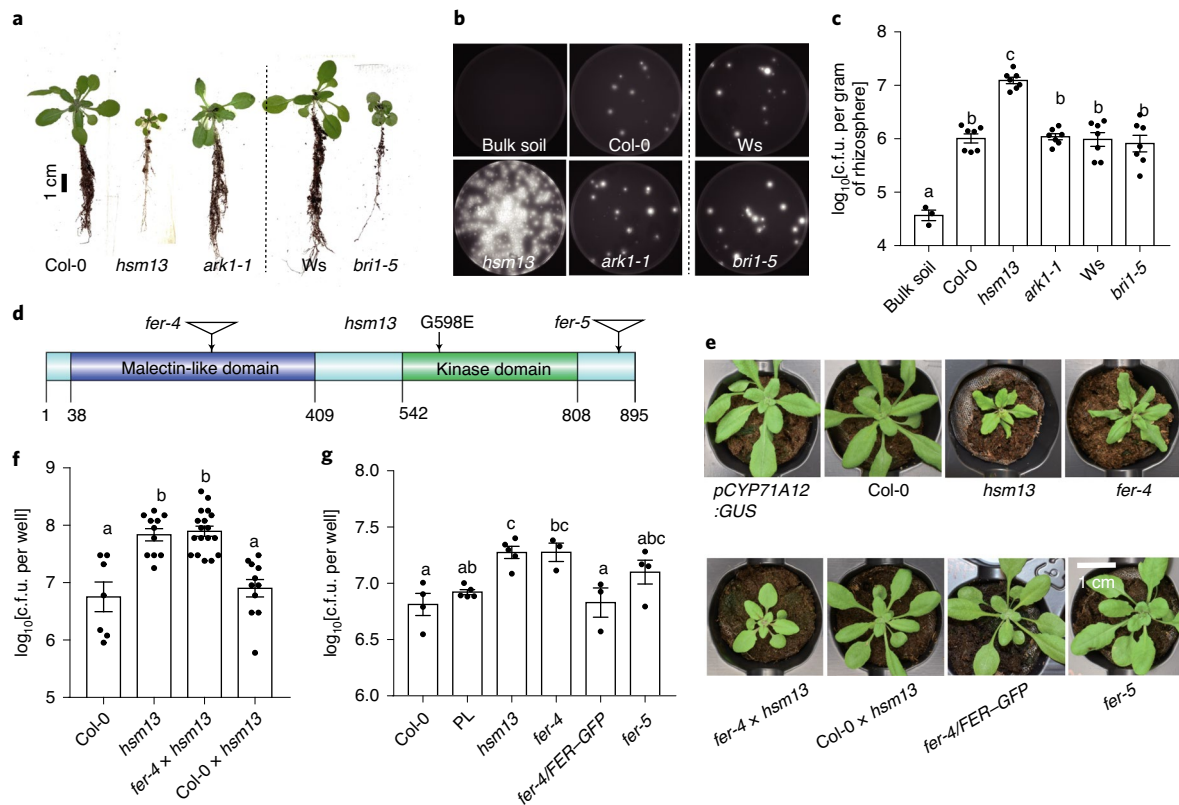 a
1 cm
Col-0
hsm13
ark1-1
Ws
bri1-5
b
Bulk soil
Col-0
Ws
hsm13
ark1-1
bri1-5
c
log10[c.f.u. per gram
of rhizosphere]
8
7
6
5
4
a
b
c
b
b
b
Bulk soil
Col-0
hsm13
ark1-1
Ws
bri1-5
d
fer-4
hsm13
G598E
fer-5
Malectin-like domain
Kinase domain
1
38
409
542
808
895
e
pCYP71A12
:GUS
Col-0
hsm13
fer-4
1 cm
fer-4 × hsm13
Col-0 × hsm13
fer-4/FER–GFP
fer-5
f
log10[c.f.u. per well]
9
8
7
6
5
a
b
b
a
Col-0
hsm13
fer-4 × hsm13
Col-0 × hsm13
g
log10[c.f.u. per well]
8.0
7.5
7.0
6.5
6.0
a
ab
c
bc
a
abc
Col-0
PL
hsm13
fer-4
fer-4/FER–GFP
fer-5